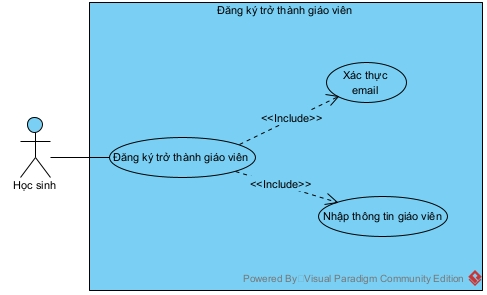 Đăng ký trở thành giáo viên
Xác thực
email
<<Include>>
Đăng ký trở thành giáo viên
Học sinh
<<Include>>
Nhập thông tin giáo viên
Powered By: Visual Paradigm Community Edition